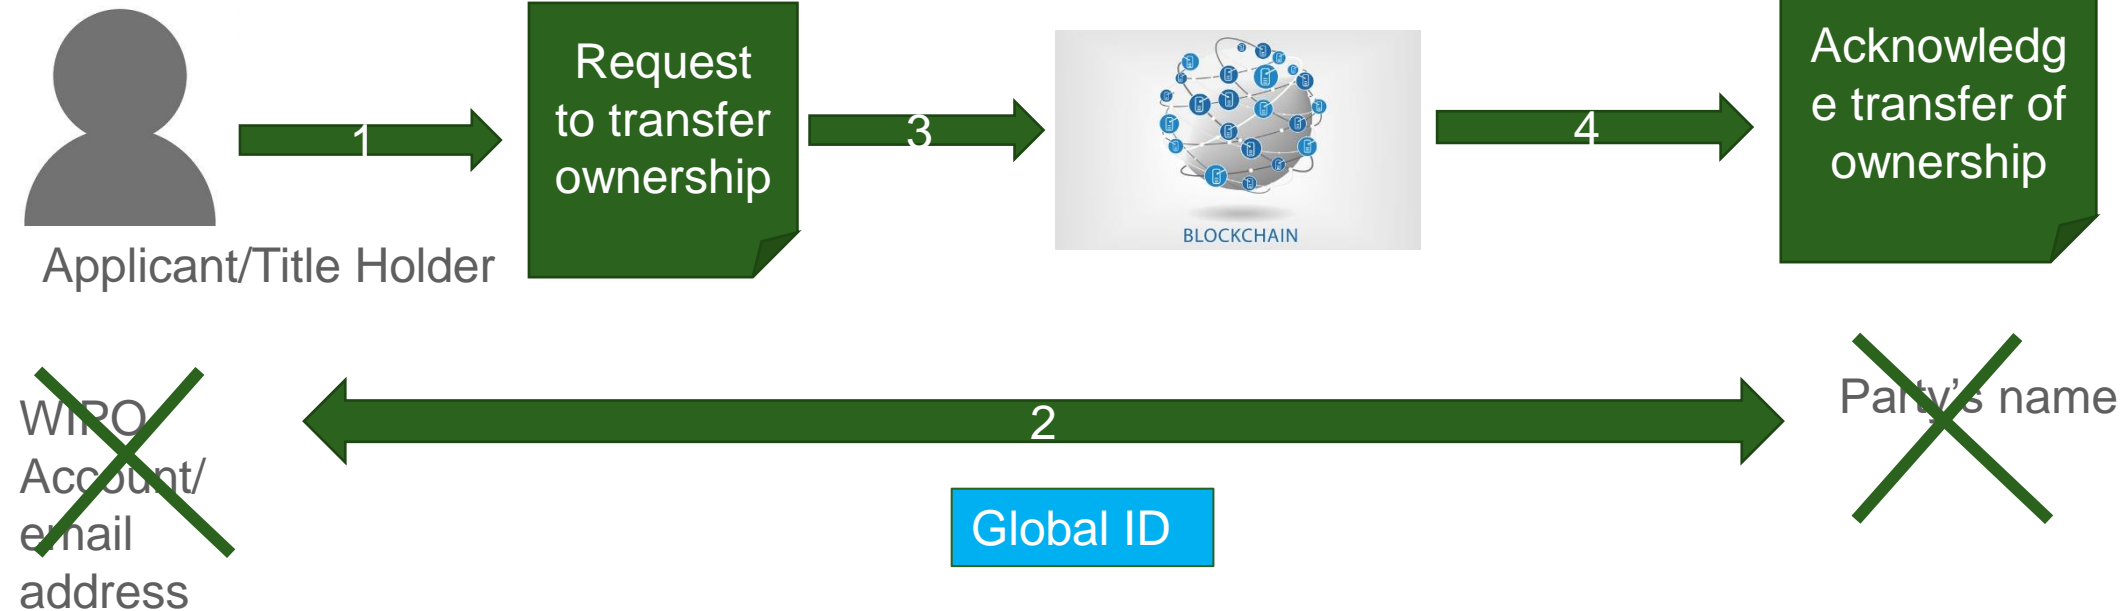 Applicant/Title Holder
1
Request
to transfer
ownership
3
BLOCKCHAIN
4
Acknowledg
e transfer of
ownership
WIPO
Account/
email
address
2
Global ID
Party's name